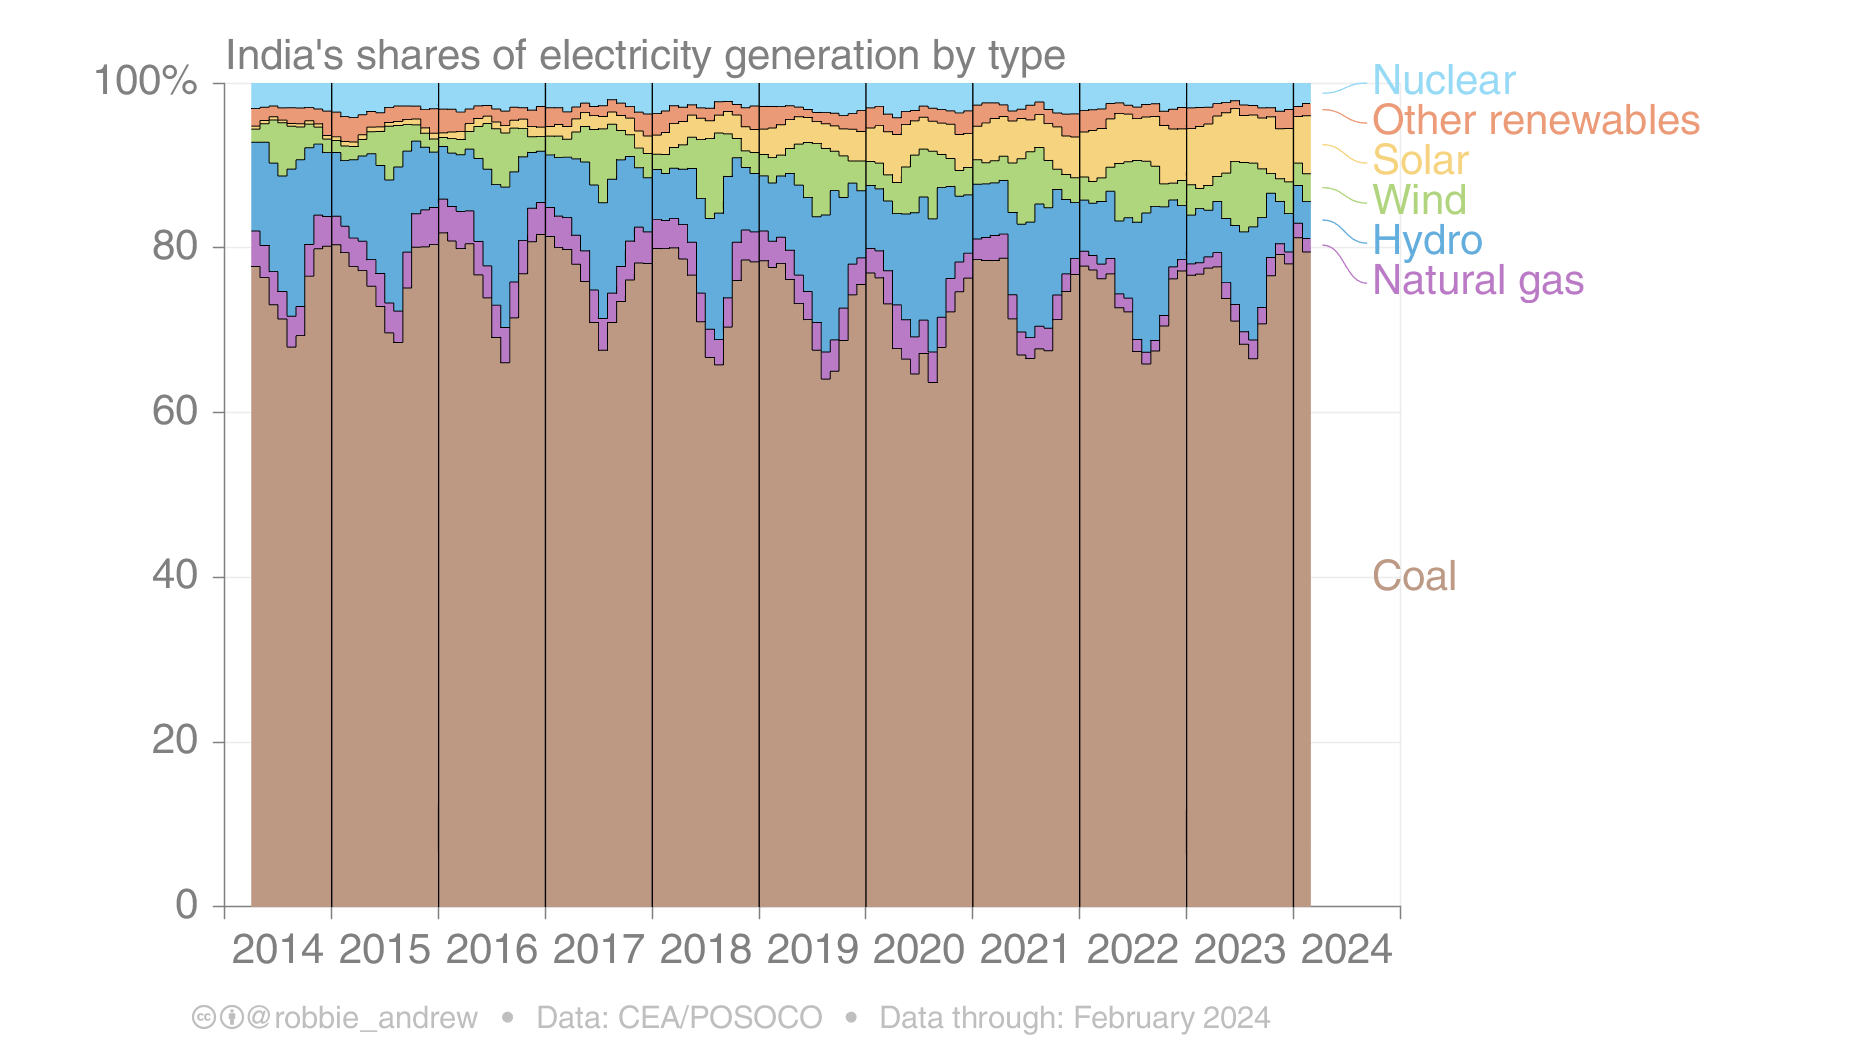 India's shares of electricity generation by type
100%
80
60
40
20
0
Nuclear
Other renewables
Solar
Wind
Hydro
Natural gas
Coal
2014 2015 2016 2017 2018 2019 2020 2021 2022 2023 2024
cc @robbie_andrew • Data: CEA/POSOCO • Data through: February 2024